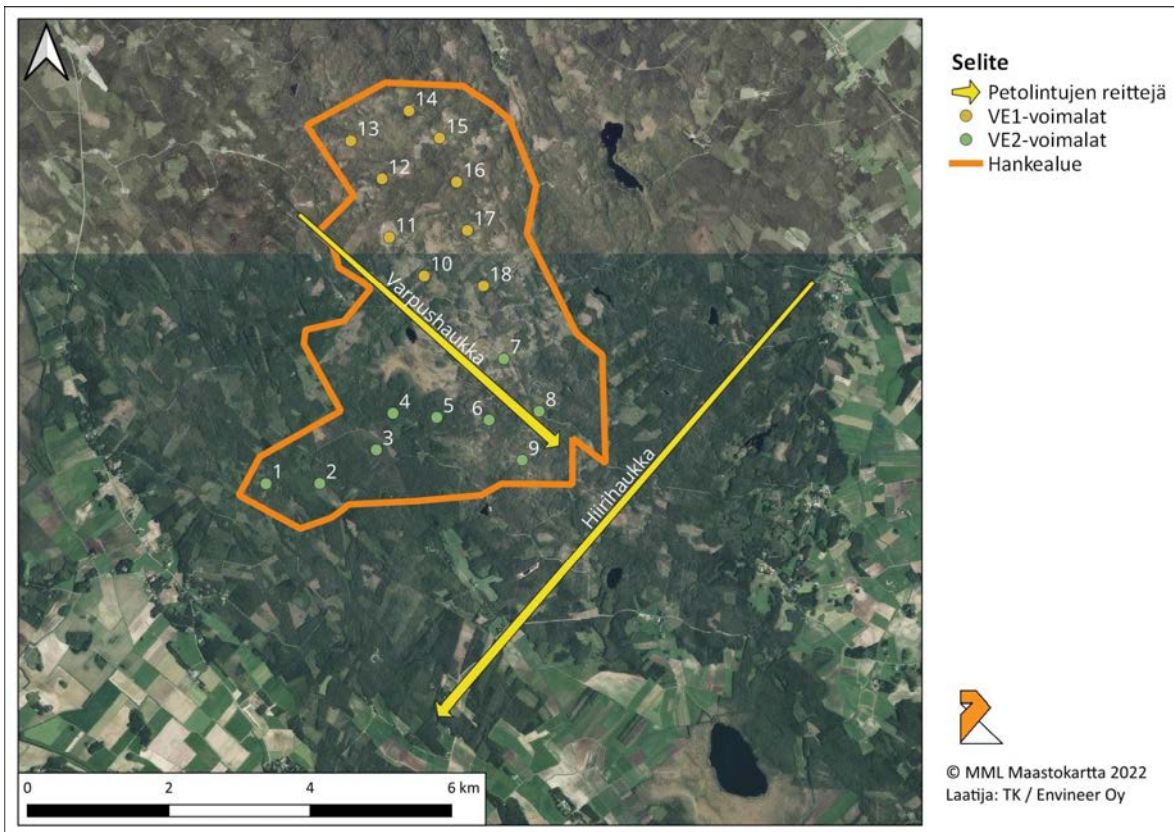 Selite
Petolintujen reittejä
VE1-voimalat
VE2-voimalat
Hankealue
14
13
15
12
16
11
17
10
18
Varpushaukka
7
4
5
6
8
3
9
1
2
Hiirihaukka
0
2
4
6 km
© MML Maastokartta 2022
Laatija: TK / Envineer Oy